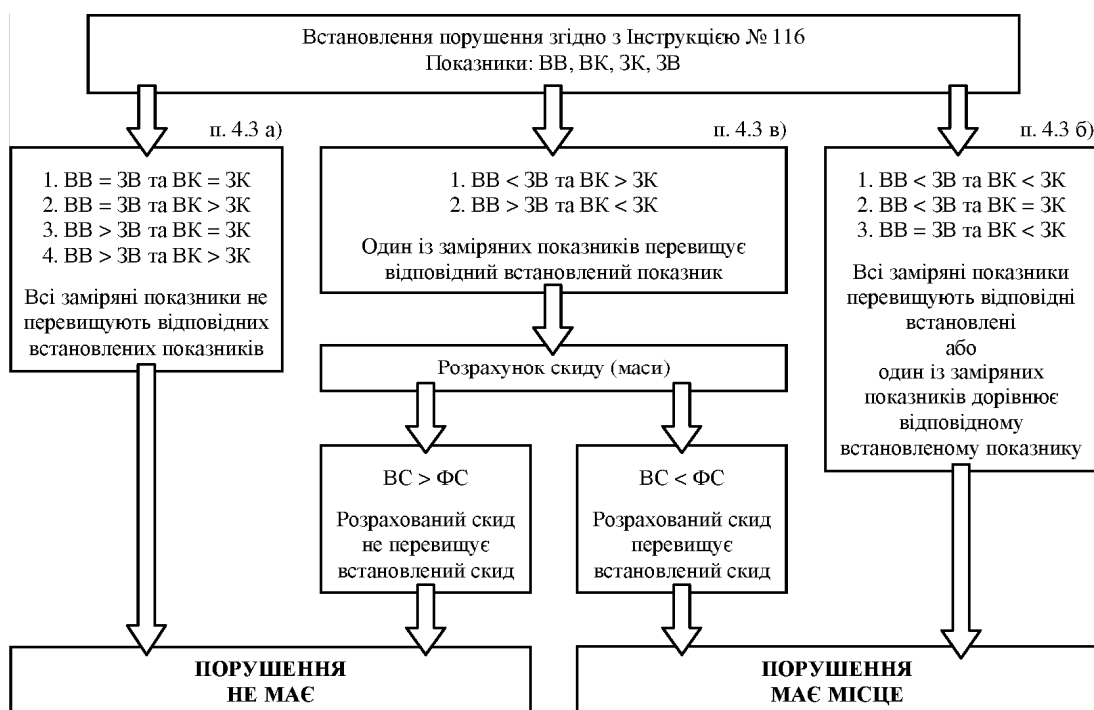 Встановлення порушення згідно з Інструкцією № 116
Показники: ВВ, ВК, ЗК, ЗВ
п. 4.3 а)
1. ВВ = ЗВ та ВК = ЗК
2. ВВ = ЗВ та ВК > ЗК
3. ВВ > ЗВ та ВК = ЗК
4. ВВ > ЗВ та ВК > ЗК
Всі заміряні показники не
перевищують відповідних
встановлених показників
п. 4.3 в)
1. ВВ < ЗВ та ВК > ЗК
2. ВВ > ЗВ та ВК < ЗК
Один із заміряних показників перевищує
відповідний встановлений показник
п. 4.3 б)
1. ВВ < ЗВ та ВК < ЗК
2. ВВ < ЗВ та ВК = ЗК
3. ВВ = ЗВ та ВК < ЗК
Всі заміряні показники
перевищують відповідні
встановлені
або
один із заміряних
показників дорівнює
відповідному
встановленому показнику
Розрахунок скиду (маси)
ВС > ФС
Розрахований скид
не перевищує
встановлений скид
ВС < ФС
Розрахований скид
перевищує
встановлений скид
ПОРУШЕННЯ
НЕ МАЄ
ПОРУШЕННЯ
МАЄ МІСЦЕ